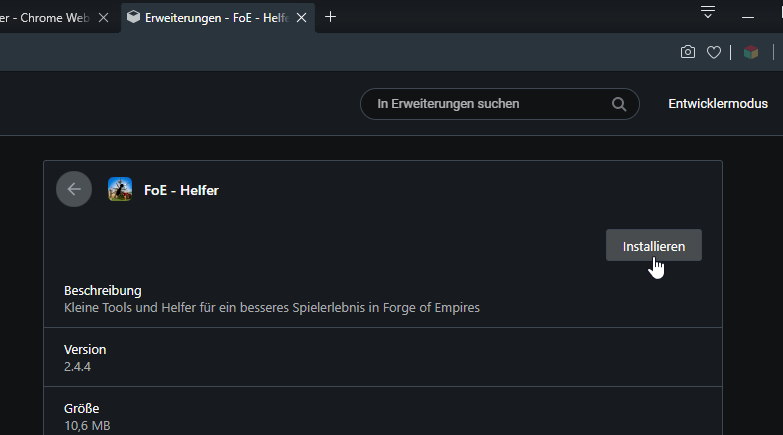 er - Chrome Web
Erweiterungen - FoE - Helfe
In Erweiterungen suchen
Entwicklermodus
FoE - Helfer
Installieren
Beschreibung
Kleine Tools und Helfer für ein besseres Spielerlebnis in Forge of Empires
Version
2.4.4
Größe
10,6 MB